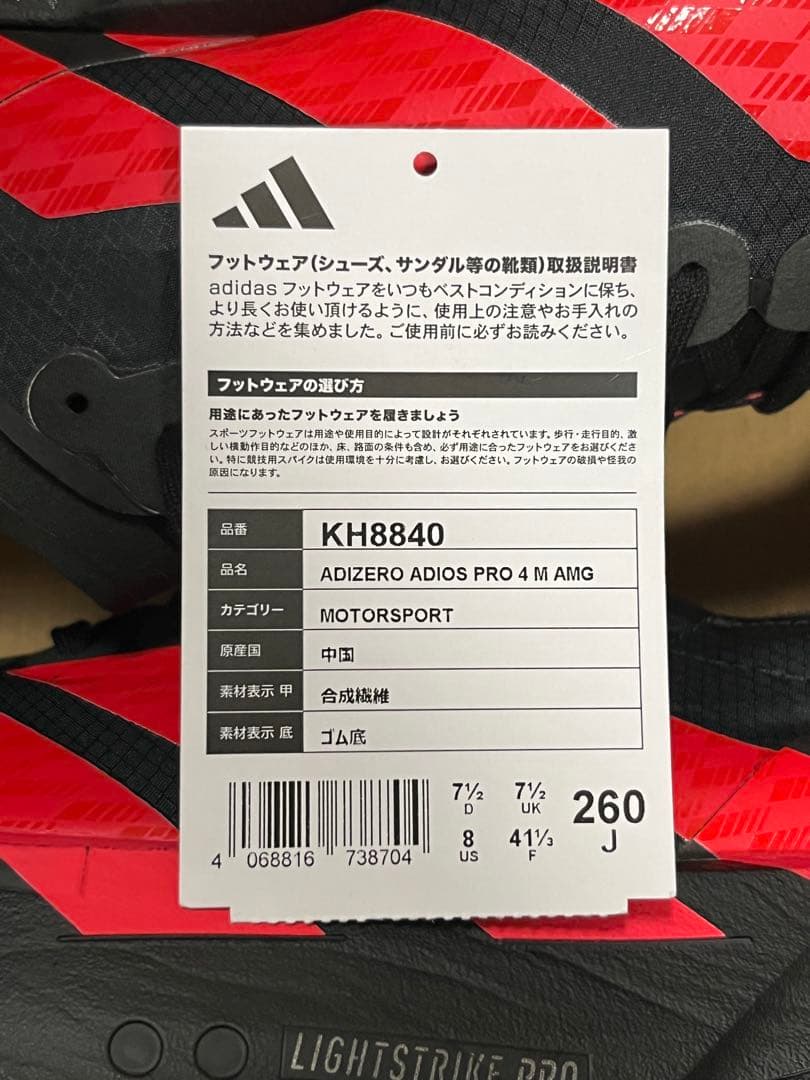 フットウェア(シューズ、サンダル等の靴類)取扱説明書
adidas フットウェアをいつもベストコンディションに保ち、
より長くお使い頂けるように、使用上の注意やお手入れの
方法などを集めました。ご使用前に必ずお読みください。
フットウェアの選び方
用途にあったフットウェアを履きましょう
スポーツフットウェアは用途や使用目的によって設計がそれぞれされています。歩行・走行目的、激
しい横動作目的などのほか、床、路面の条件も含め、必ず用途に合ったフットウェアをお選びくださ
い。特に競技用スパイクは使用環境を十分に考慮し、お選びください。フットウェアの破損や怪我の
原因になります。
品番 KH8840
品名 ADIZERO ADIOS PRO 4 M AMG
カテゴリー MOTORSPORT
原産国 中国
素材表示 甲 合成繊維
素材表示 底 ゴム底
7½ 7½ 260
D UK J
8 41⅓
US F
4 068816 738704
LIGHTSTRIKE PRO